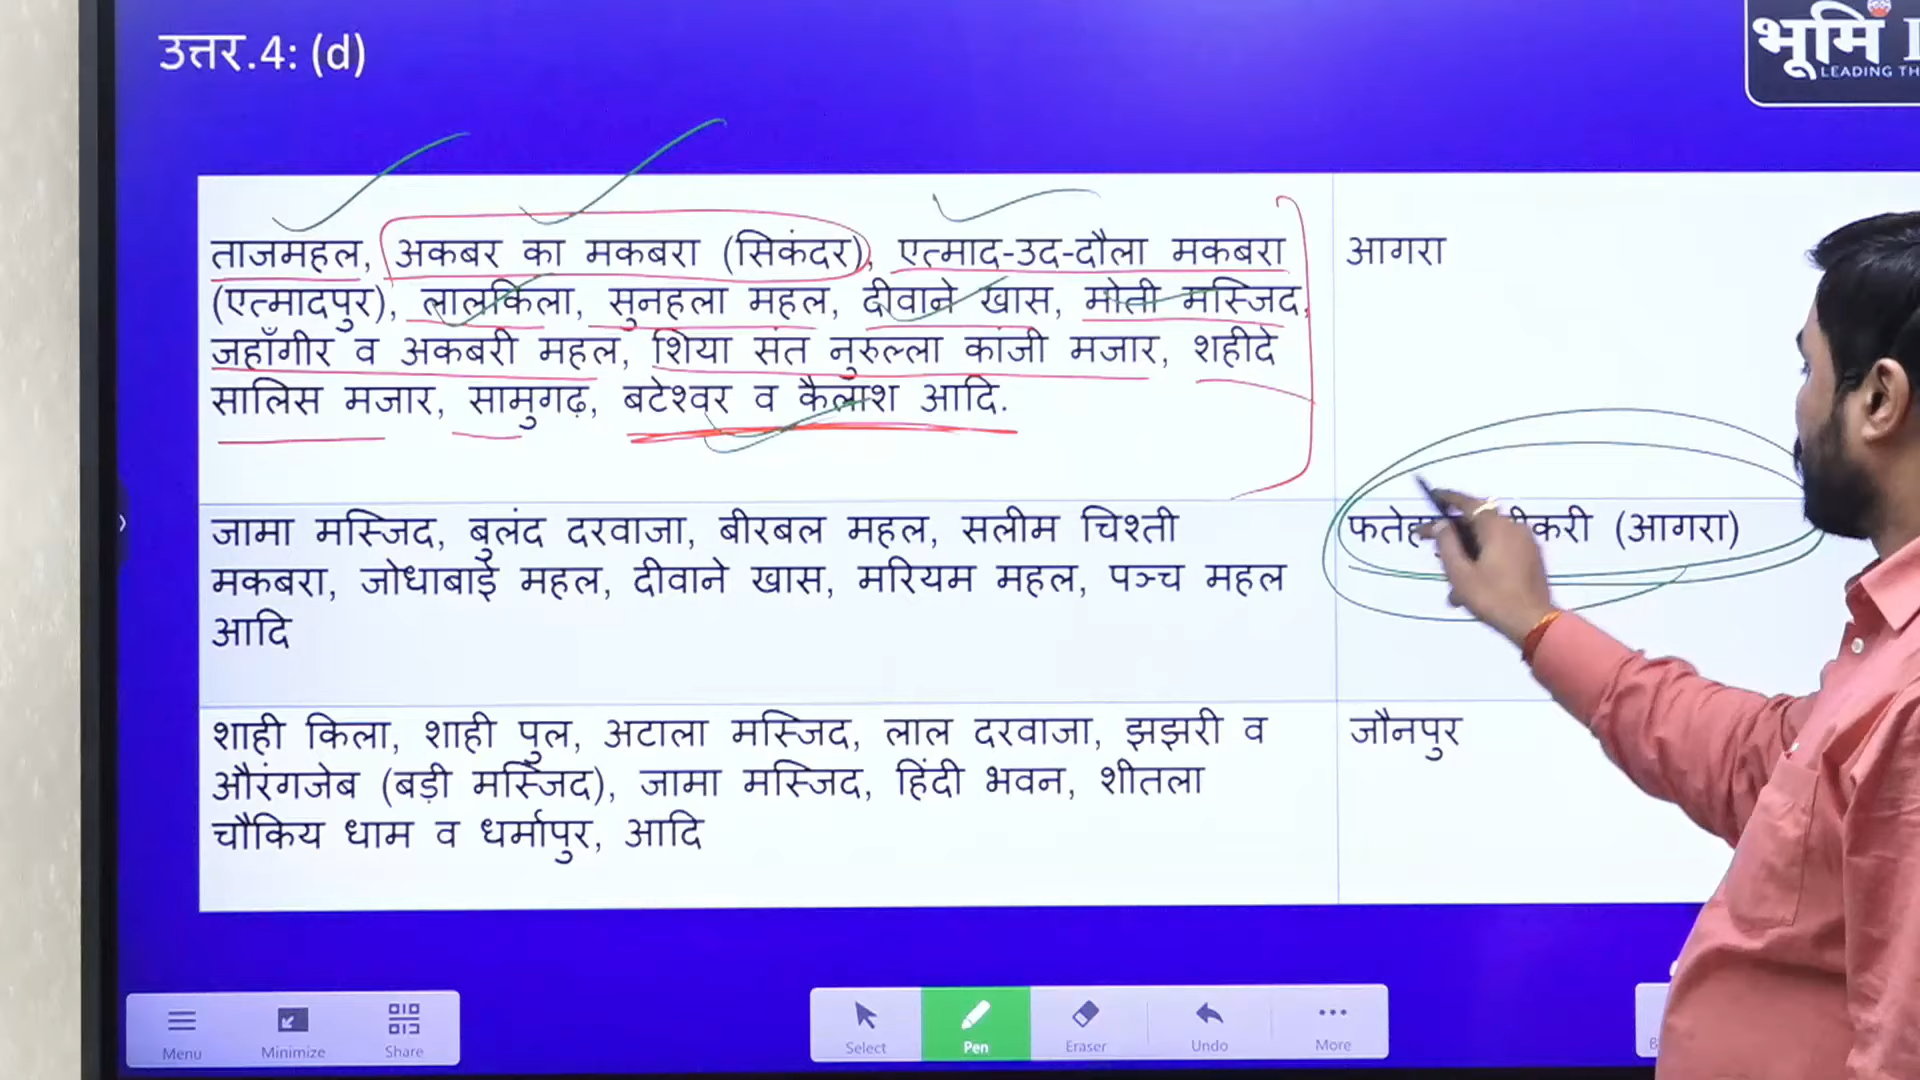 उत्तर.4: (d)
भूमि
LEADING TH
ताजमहल, अकबर का मकबरा (सिकंदर), एत्माद-उद-दौला मकबरा
(एत्मादपुर), लालकिला, सुनहला महल, दीवाने खास, मोती मस्जिद,
जहाँगीर व अकबरी महल, शिया संत नुरुल्ला कांजी मजार, शहीदे
सालिस मजार, सामुगढ़, बटेश्वर व कैलाश आदि.
आगरा
जामा मस्जिद, बुलंद दरवाजा, बीरबल महल, सलीम चिश्ती
मकबरा, जोधाबाई महल, दीवाने खास, मरियम महल, पञ्च महल
आदि
(आगरा)
शाही किला, शाही पुल, अटाला मस्जिद, लाल दरवाजा, झझरी व
औरंगजेब (बड़ी मस्जिद), जामा मस्जिद, हिंदी भवन, शीतला
चौकिय धाम व धर्मापुर, आदि
जौनपुर
Menu
Minimize
Share
Select
Pen
Eraser
Undo
More